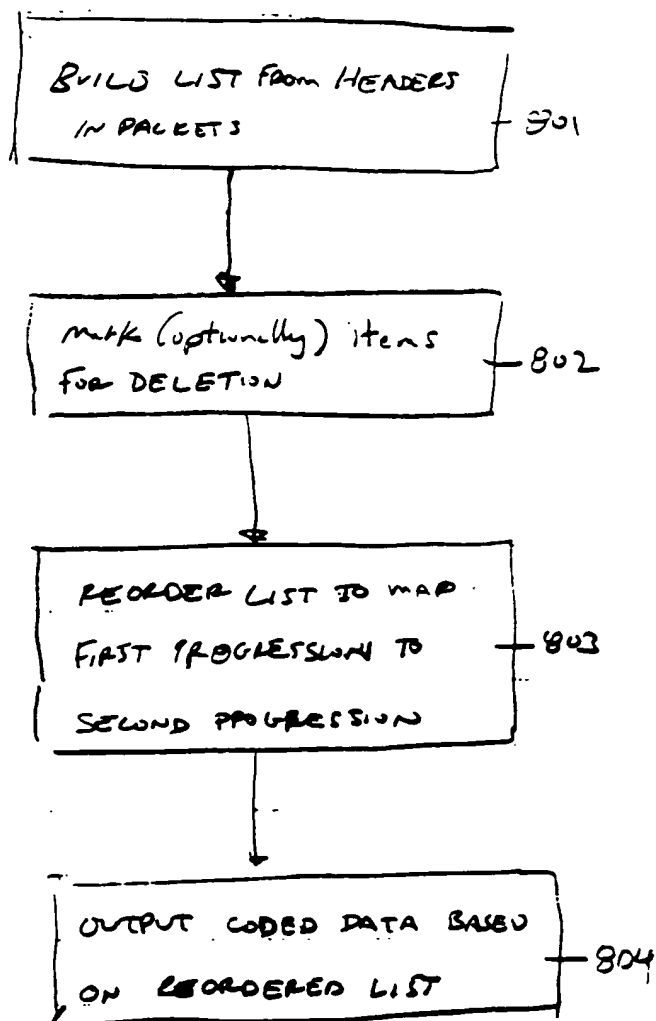 BUILD LIST FROM HEADERS
IN PACKETS
801
mark (optionally) items
FOR DELETION
802
REORDER LIST TO MAP
FIRST PROGRESSION TO
SECOND PROGRESSION
803
OUTPUT CODED DATA BASED
ON REORDERED LIST
804